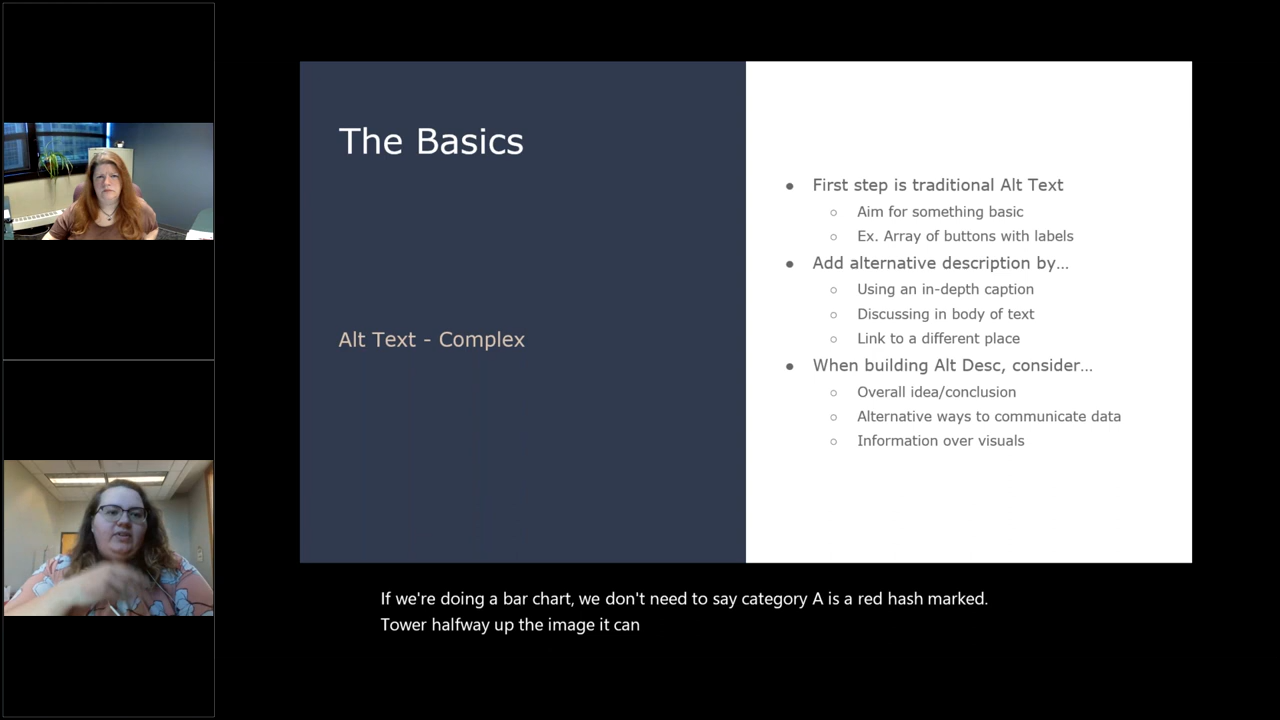 The Basics
Alt Text - Complex
● First step is traditional Alt Text
○ Aim for something basic
○ Ex. Array of buttons with labels
● Add alternative description by…
○ Using an in-depth caption
○ Discussing in body of text
○ Link to a different place
● When building Alt Desc, consider…
○ Overall idea/conclusion
○ Alternative ways to communicate data
○ Information over visuals
If we're doing a bar chart, we don't need to say category A is a red hash marked.
Tower halfway up the image it can